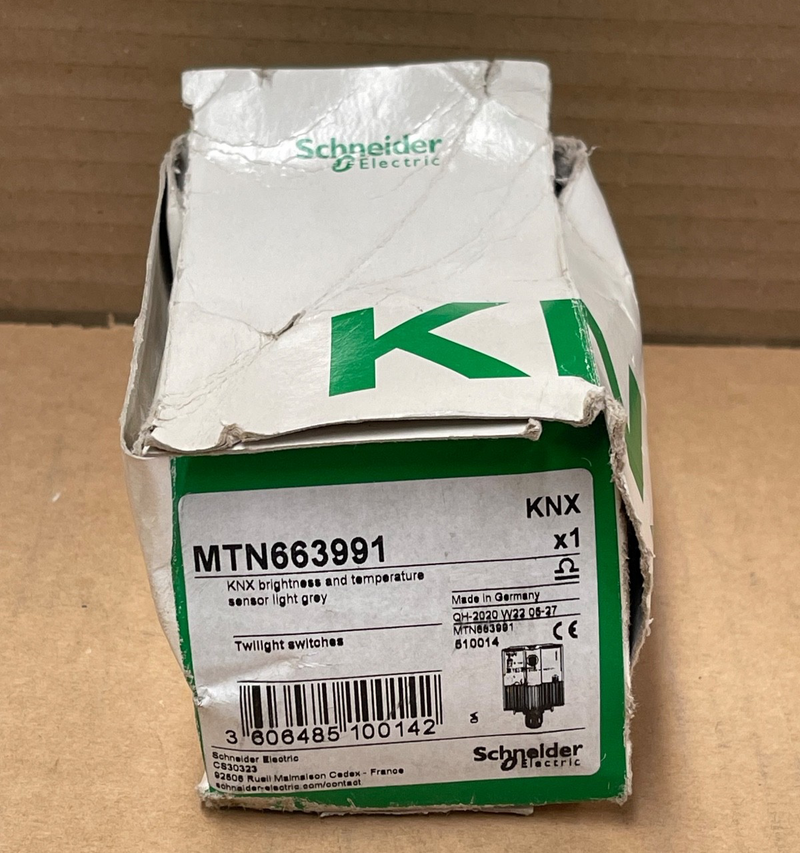 Schneider
Electric
KN
KNX
MTN663991
x1
KNX brightness and temperature
sensor light grey
Made in Germany
QH-2020 W22 05-27
MTN663991
510014
CE
Twilight switches
3 606485 100142
Schneider Electric
CS30323
92506 Rueil Malmaison Cedex - France
schneider-electric.com/contact
Schneider
Electric